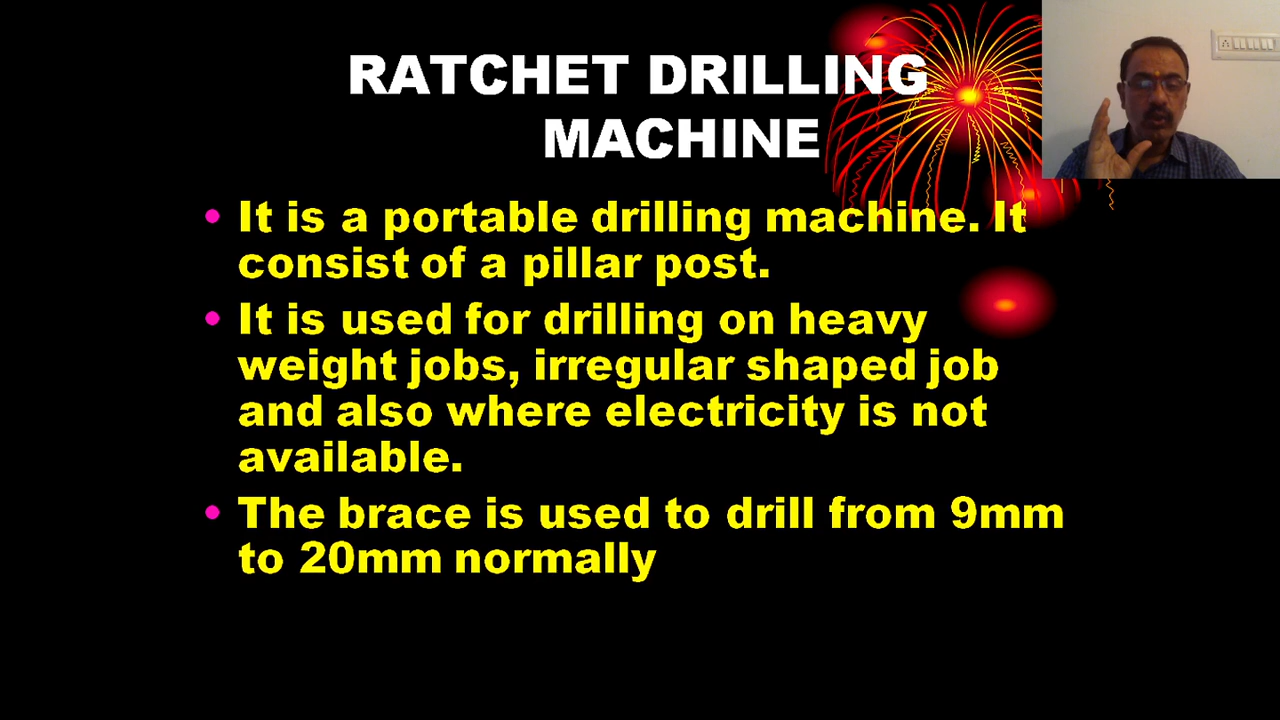 RATCHET DRILLING
MACHINE
• It is a portable drilling machine. It
consist of a pillar post.
• It is used for drilling on heavy
weight jobs, irregular shaped job
and also where electricity is not
available.
• The brace is used to drill from 9mm
to 20mm normally